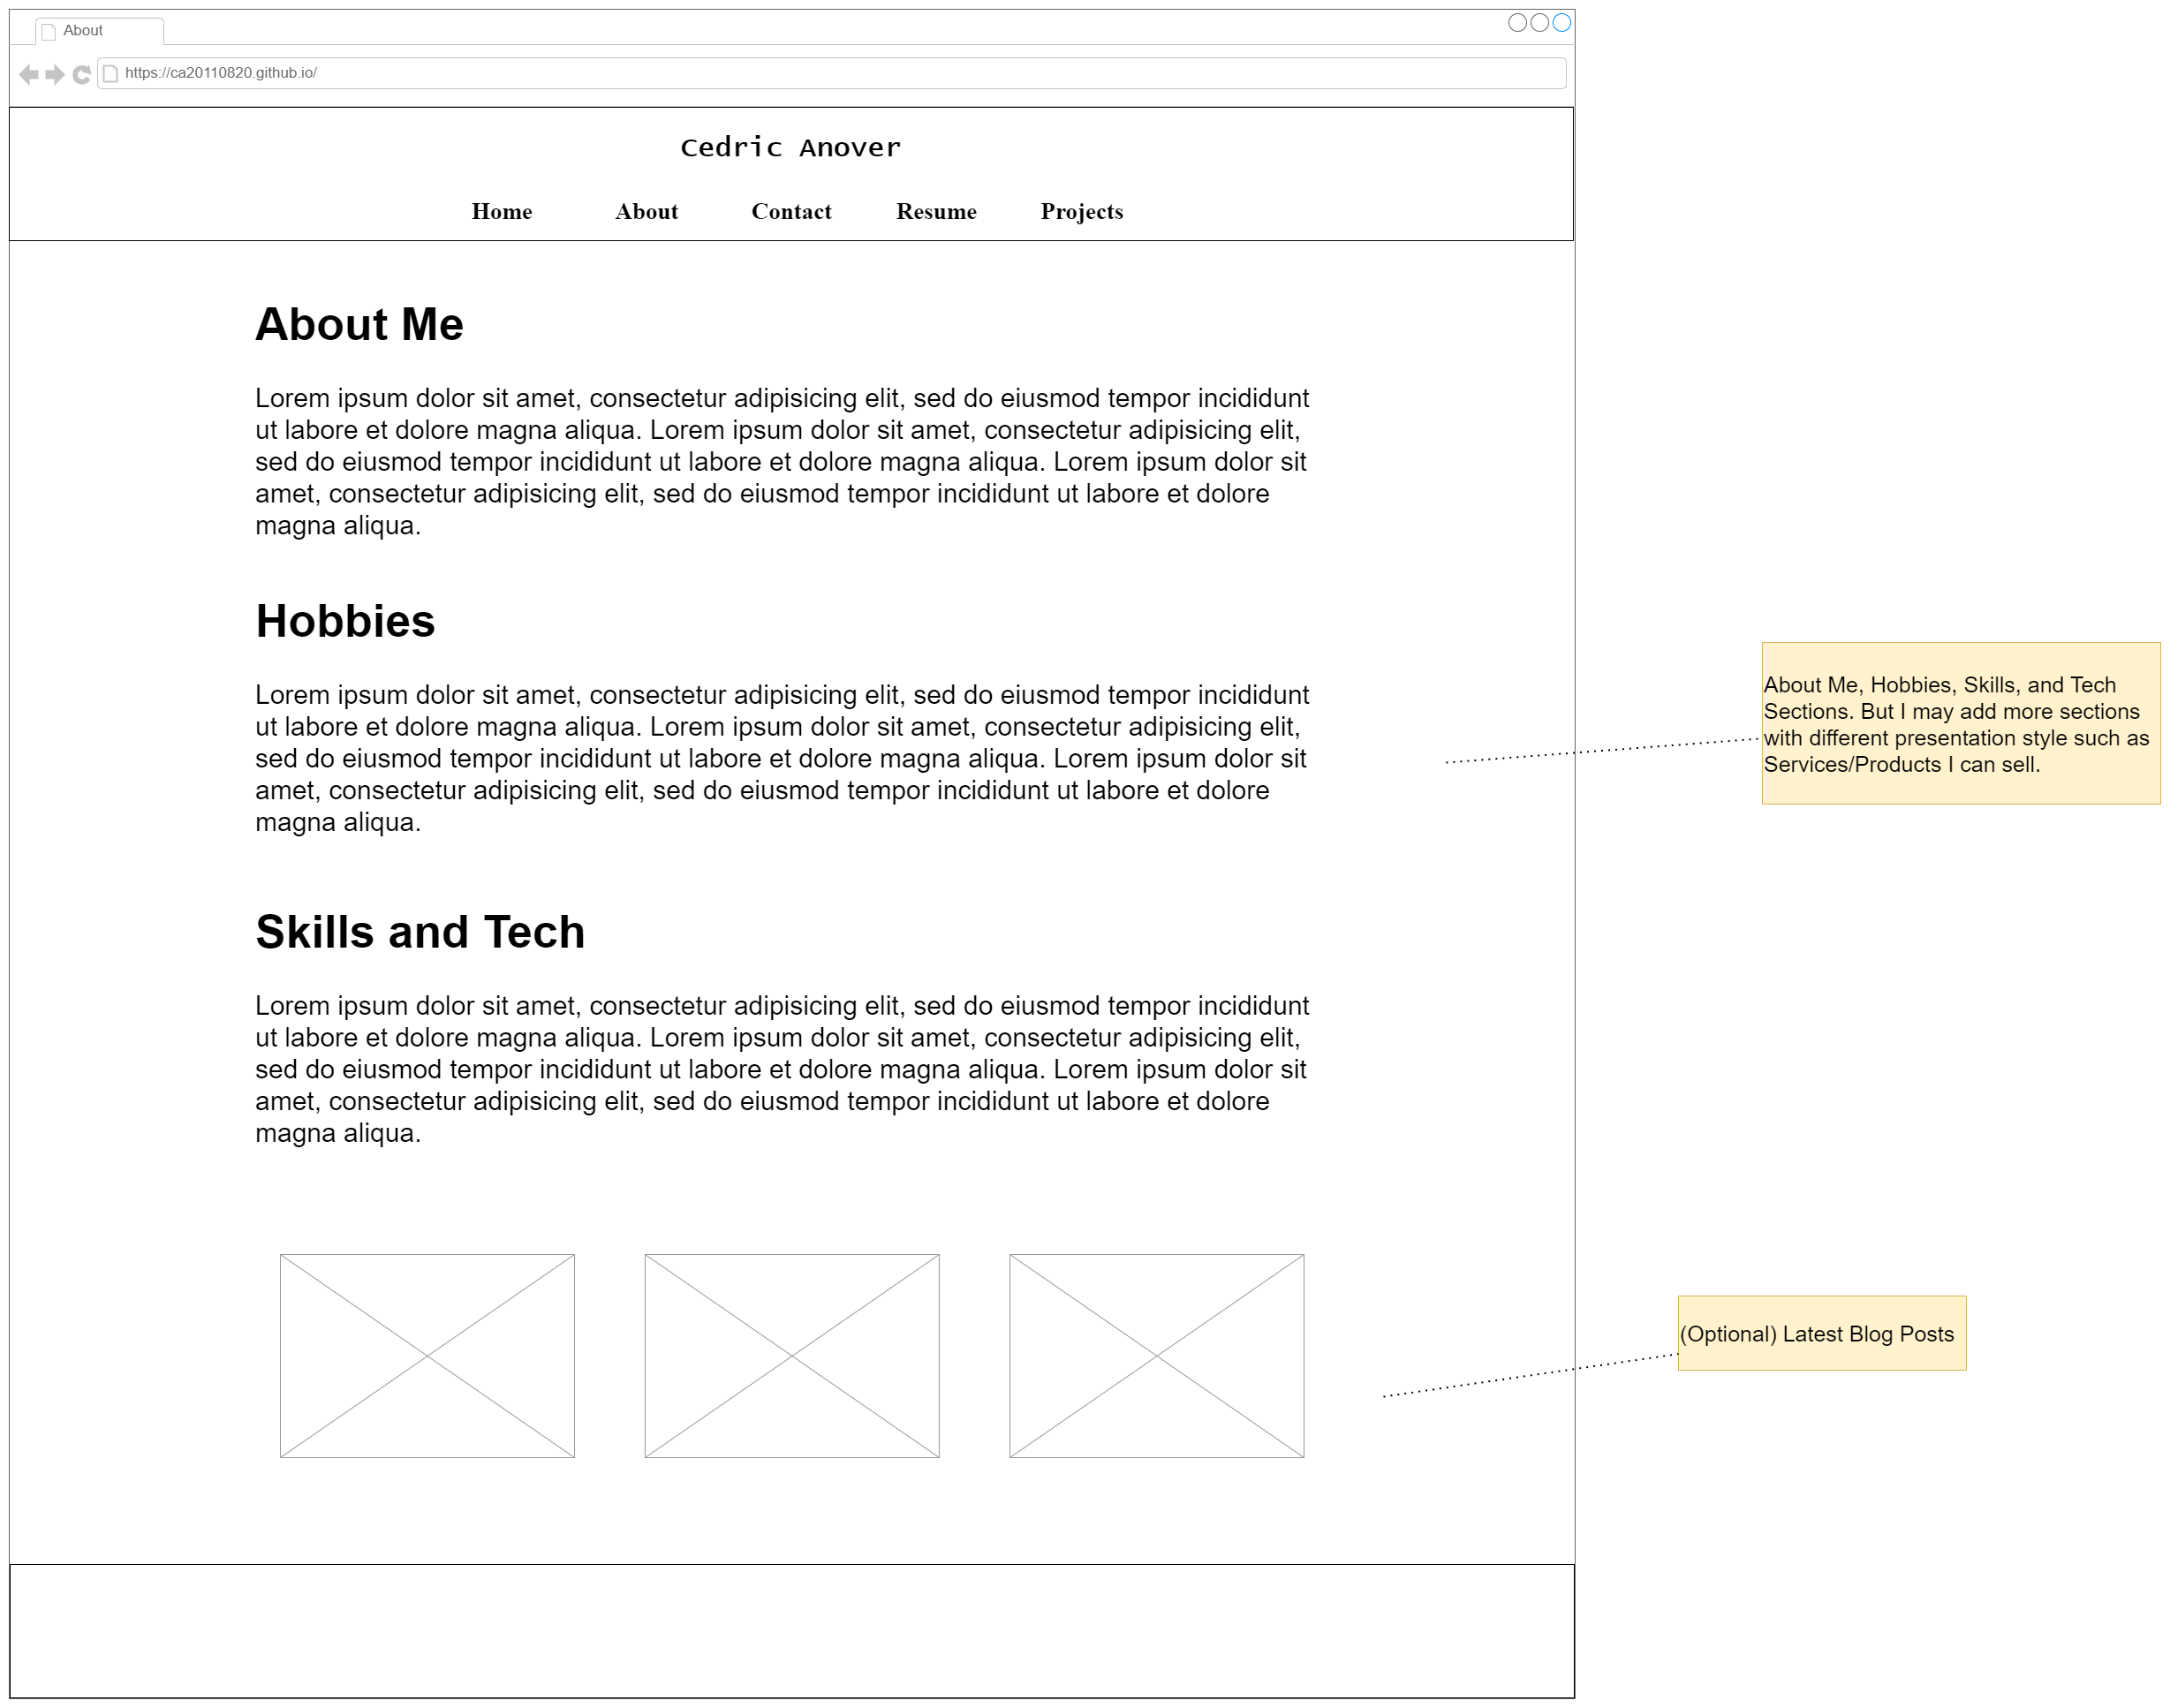 About
https://ca20110820.github.io/
Cedric Anover
Home About Contact Resume Projects
About Me
Lorem ipsum dolor sit amet, consectetur adipisicing elit, sed do eiusmod tempor incididunt
ut labore et dolore magna aliqua. Lorem ipsum dolor sit amet, consectetur adipisicing elit,
sed do eiusmod tempor incididunt ut labore et dolore magna aliqua. Lorem ipsum dolor sit
amet, consectetur adipisicing elit, sed do eiusmod tempor incididunt ut labore et dolore
magna aliqua.
Hobbies
Lorem ipsum dolor sit amet, consectetur adipisicing elit, sed do eiusmod tempor incididunt
ut labore et dolore magna aliqua. Lorem ipsum dolor sit amet, consectetur adipisicing elit,
sed do eiusmod tempor incididunt ut labore et dolore magna aliqua. Lorem ipsum dolor sit
amet, consectetur adipisicing elit, sed do eiusmod tempor incididunt ut labore et dolore
magna aliqua.
About Me, Hobbies, Skills, and Tech
Sections. But I may add more sections
with different presentation style such as
Services/Products I can sell.
Skills and Tech
Lorem ipsum dolor sit amet, consectetur adipisicing elit, sed do eiusmod tempor incididunt
ut labore et dolore magna aliqua. Lorem ipsum dolor sit amet, consectetur adipisicing elit,
sed do eiusmod tempor incididunt ut labore et dolore magna aliqua. Lorem ipsum dolor sit
amet, consectetur adipisicing elit, sed do eiusmod tempor incididunt ut labore et dolore
magna aliqua.
(Optional) Latest Blog Posts